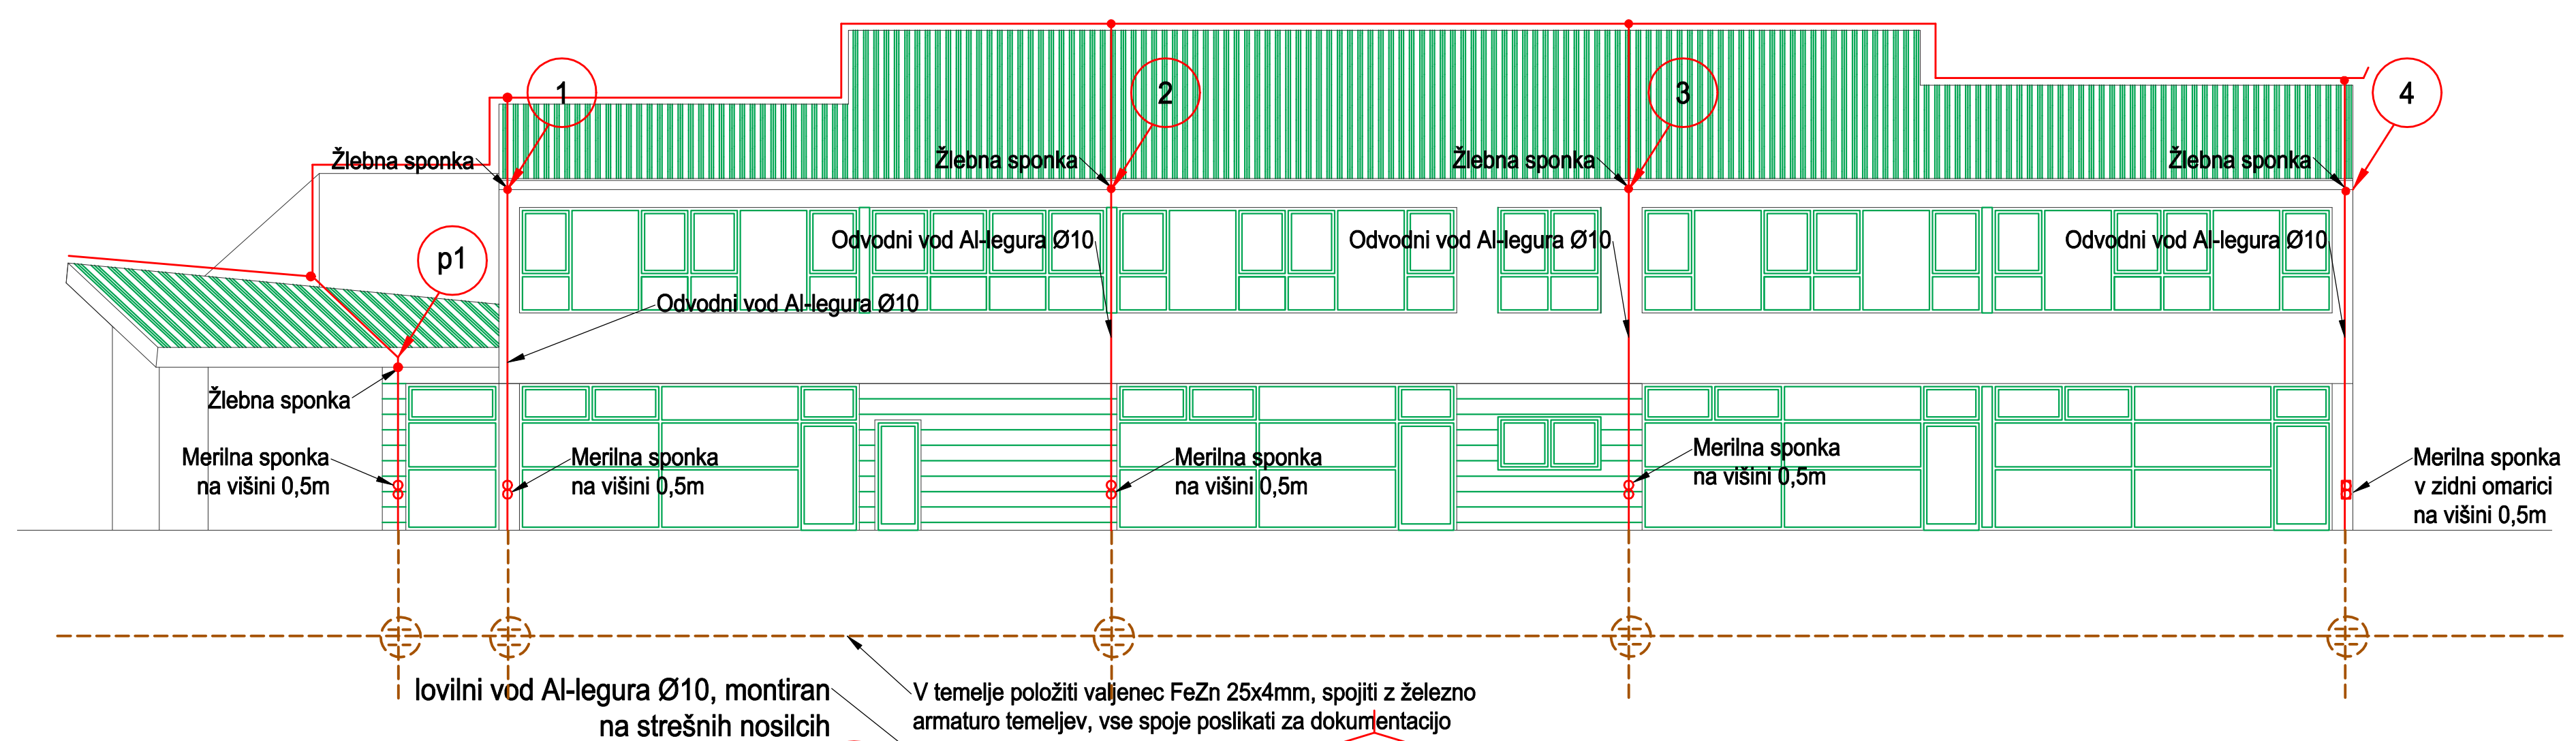 1
2
3
4
Žlebna sponka
Žlebna sponka
Žlebna sponka
Žlebna sponka
p1
Odvodni vod Al-legura Ø10
Odvodni vod Al-legura Ø10
Odvodni vod Al-legura Ø10
Odvodni vod Al-legura Ø10
Žlebna sponka
Merilna sponka
na višini 0,5m
Merilna sponka
na višini 0,5m
Merilna sponka
na višini 0,5m
Merilna sponka
na višini 0,5m
Merilna sponka
v zidni omarici
na višini 0,5m
lovilni vod Al-legura Ø10, montiran
na strešnih nosilcih
V temelje položiti valjenec FeZn 25x4mm, spojiti z železno
armaturo temeljev, vse spoje poslikati za dokumentacijo